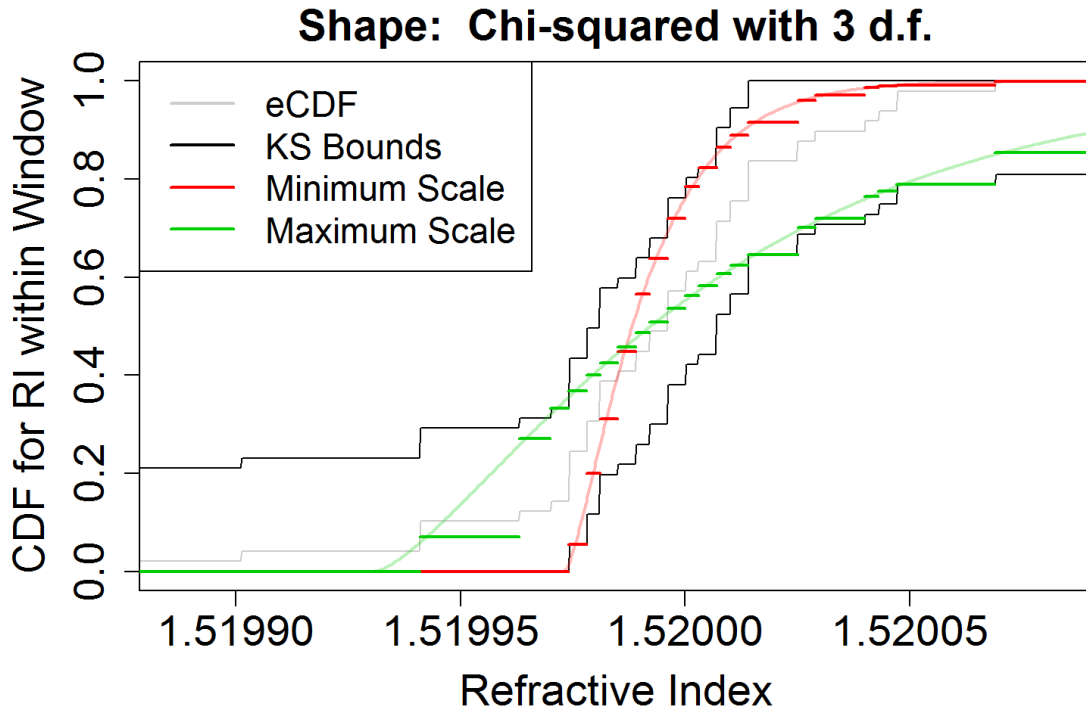 Shape:  Chi-squared with 3 d.f.
CDF for RI within Window
1.0
0.8
0.6
0.4
0.2
0.0
eCDF
KS Bounds
Minimum Scale
Maximum Scale
1.51990
1.51995
1.52000
1.52005
Refractive Index